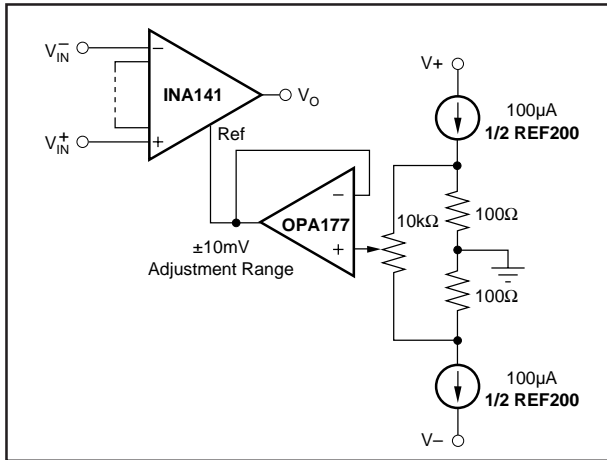 V−IN
−
INA141
VO
V+IN
+
Ref
−
OPA177
+
±10mV
Adjustment Range
10kΩ
V+
100µA
1/2 REF200
100Ω
100Ω
100µA
1/2 REF200
V–